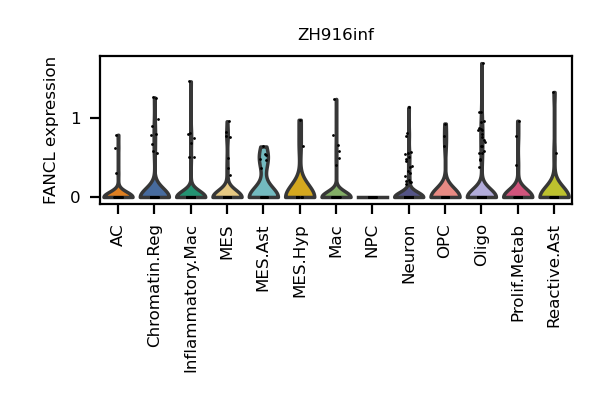 ZH916inf
FANCL expression
1
0
AC
Chromatin.Reg
Inflammatory.Mac
MES
MES.Ast
MES.Hyp
Mac
NPC
Neuron
OPC
Oligo
Prolif.Metab
Reactive.Ast